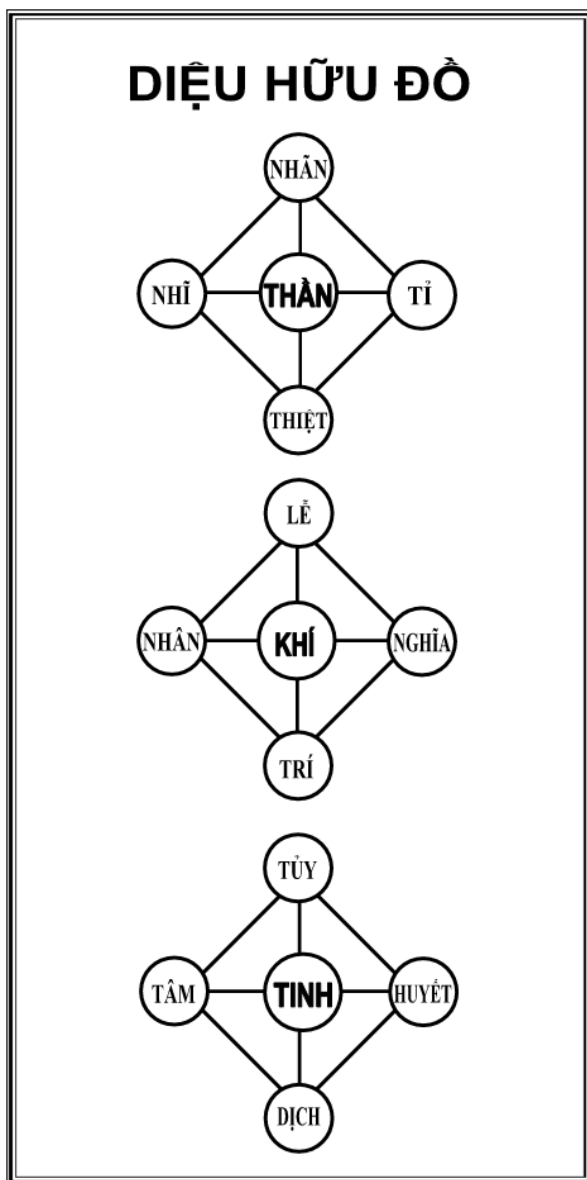 DIỆU HỮU ĐỒ
NHÃN
NHĨ THẦN TỈ
THIỆT
LỄ
NHÂN KHÍ NGHĨA
TRÍ
TỦY
TÂM TINH HUYẾT
DỊCH